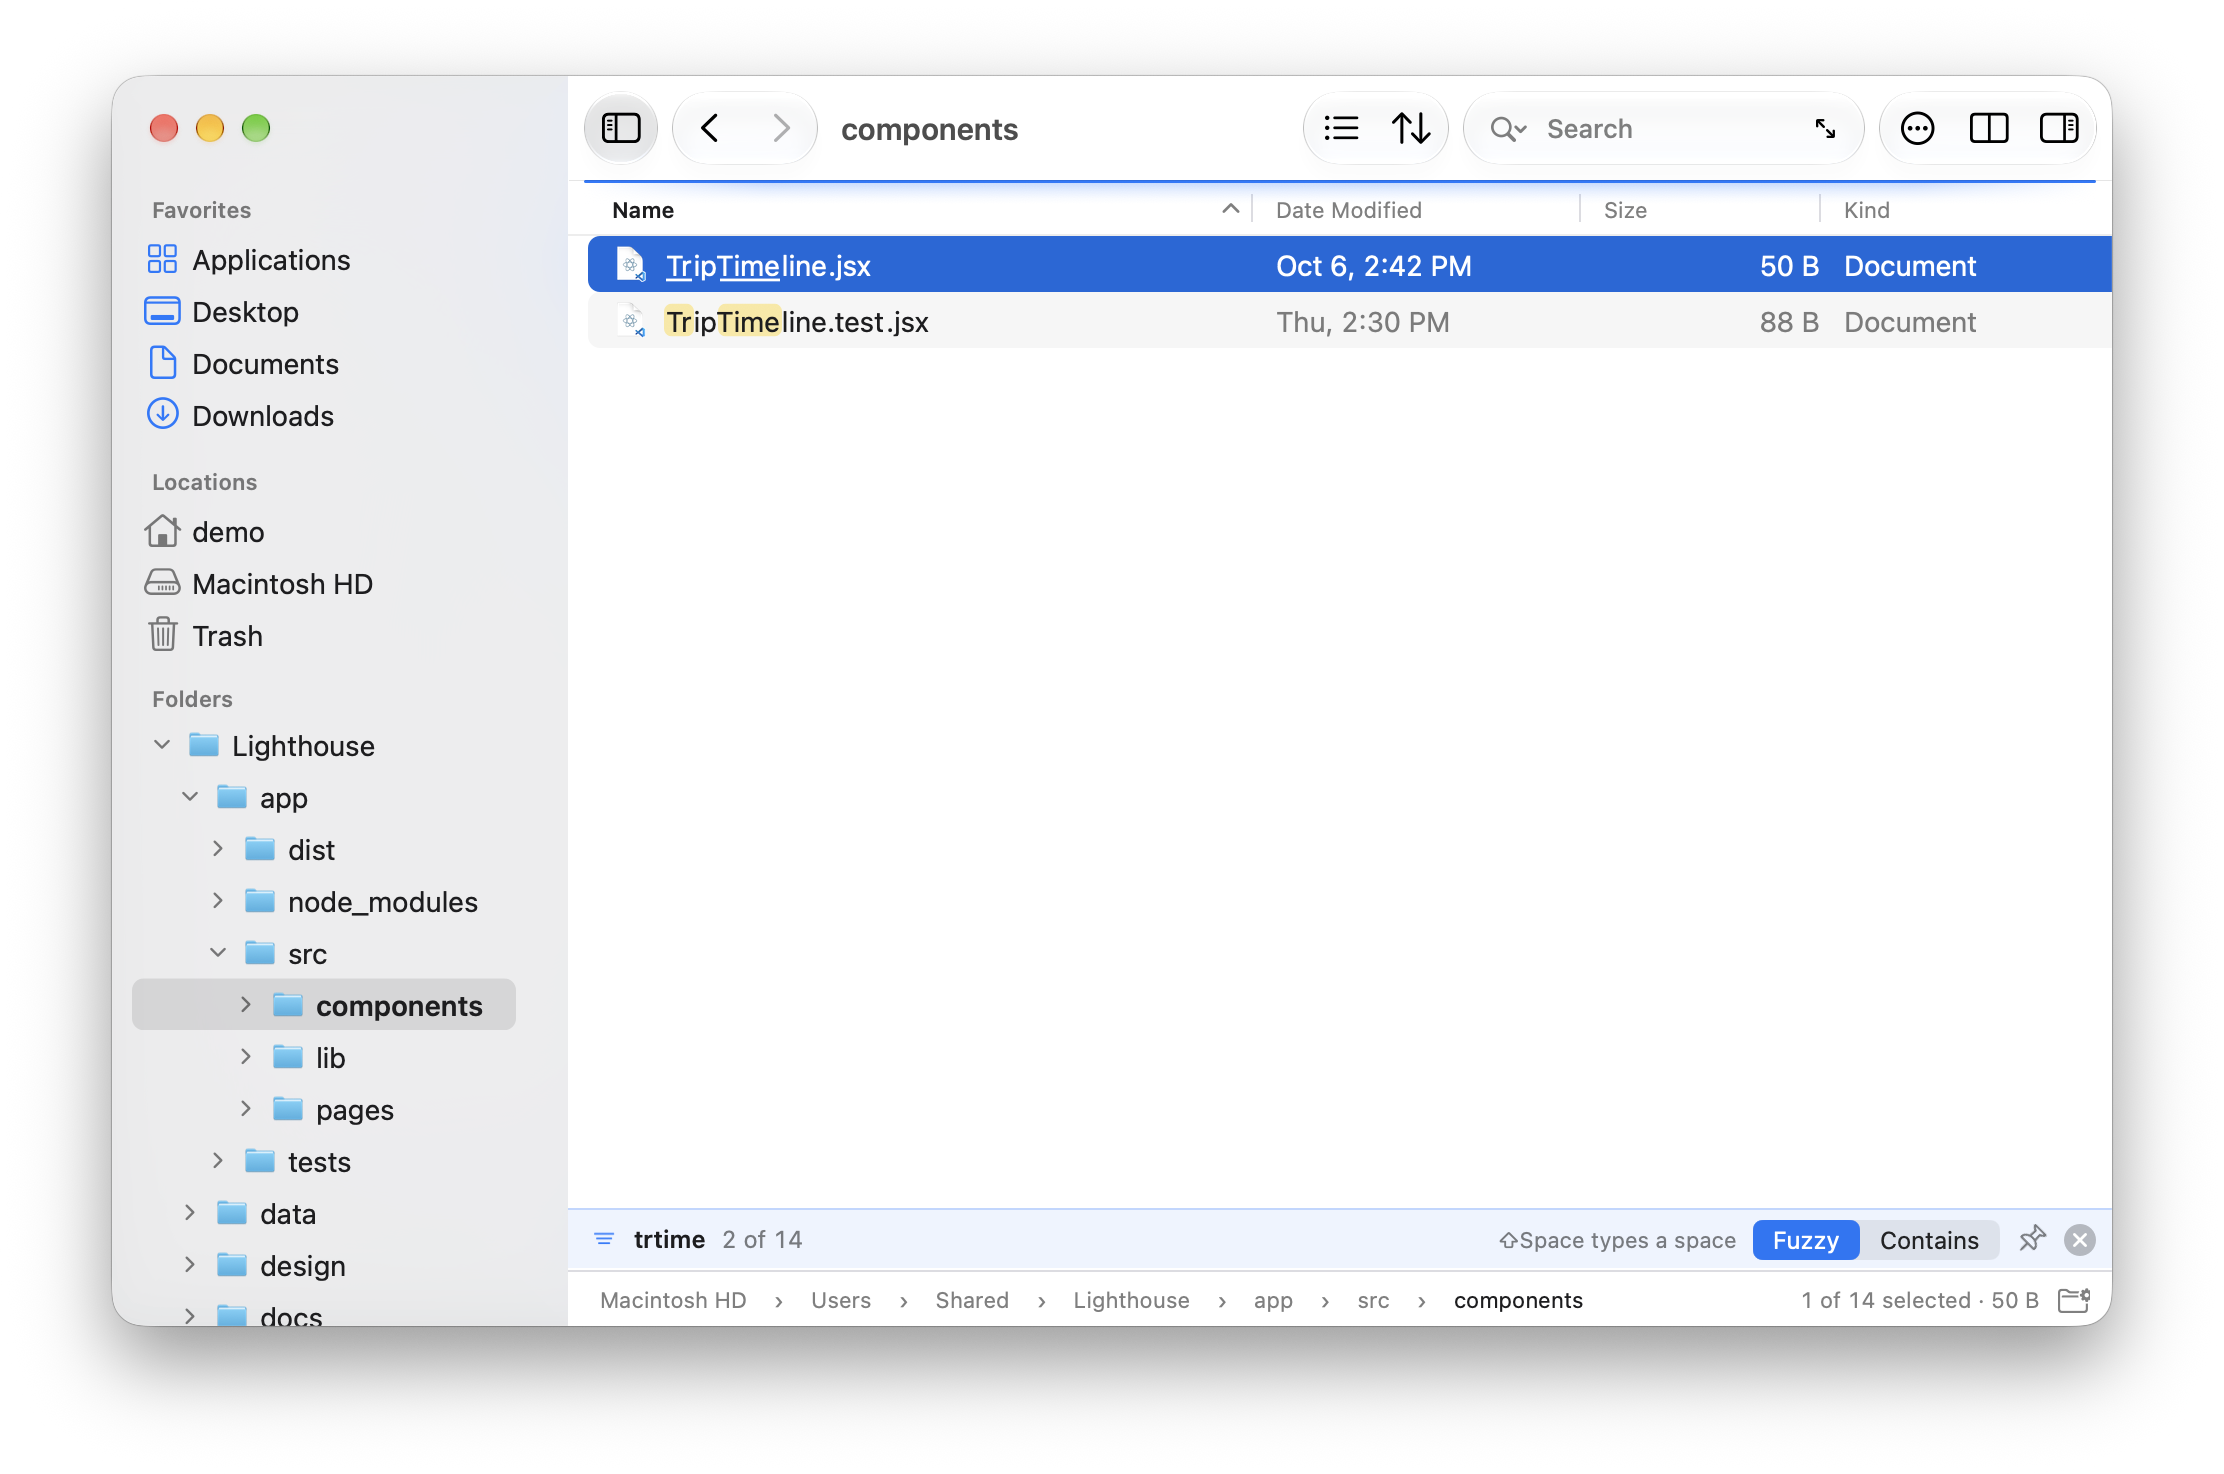 components
Search
Favorites
Applications
Desktop
Documents
Downloads
Locations
demo
Macintosh HD
Trash
Folders
Lighthouse
app
dist
node_modules
src
components
lib
pages
tests
data
design
docs
Name Date Modified Size Kind
TripTimeline.jsx Oct 6, 2:42 PM 50 B Document
TripTimeline.test.jsx Thu, 2:30 PM 88 B Document
trtime 2 of 14 ⇧Space types a space Fuzzy Contains
Macintosh HD › Users › Shared › Lighthouse › app › src › components 1 of 14 selected · 50 B